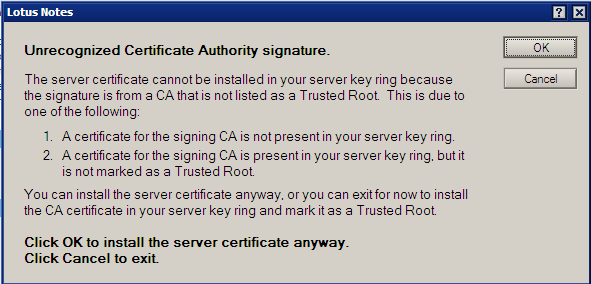 Lotus Notes
Unrecognized Certificate Authority signature.
OK
The server certificate cannot be installed in your server key ring because
Cancel
the signature is from a CA that is not listed as a Trusted Root. This is due to
one of the following:
1. A certificate for the signing CA is not present in your server key ring.
2. A certificate for the signing CA is present in your server key ring, but it
is not marked as a Trusted Root.
You can install the server certificate anyway, or you can exit for now to install
the CA certificate in your server key ring and mark it as a Trusted Root.
Click OK to install the server certificate anyway.
Click Cancel to exit.